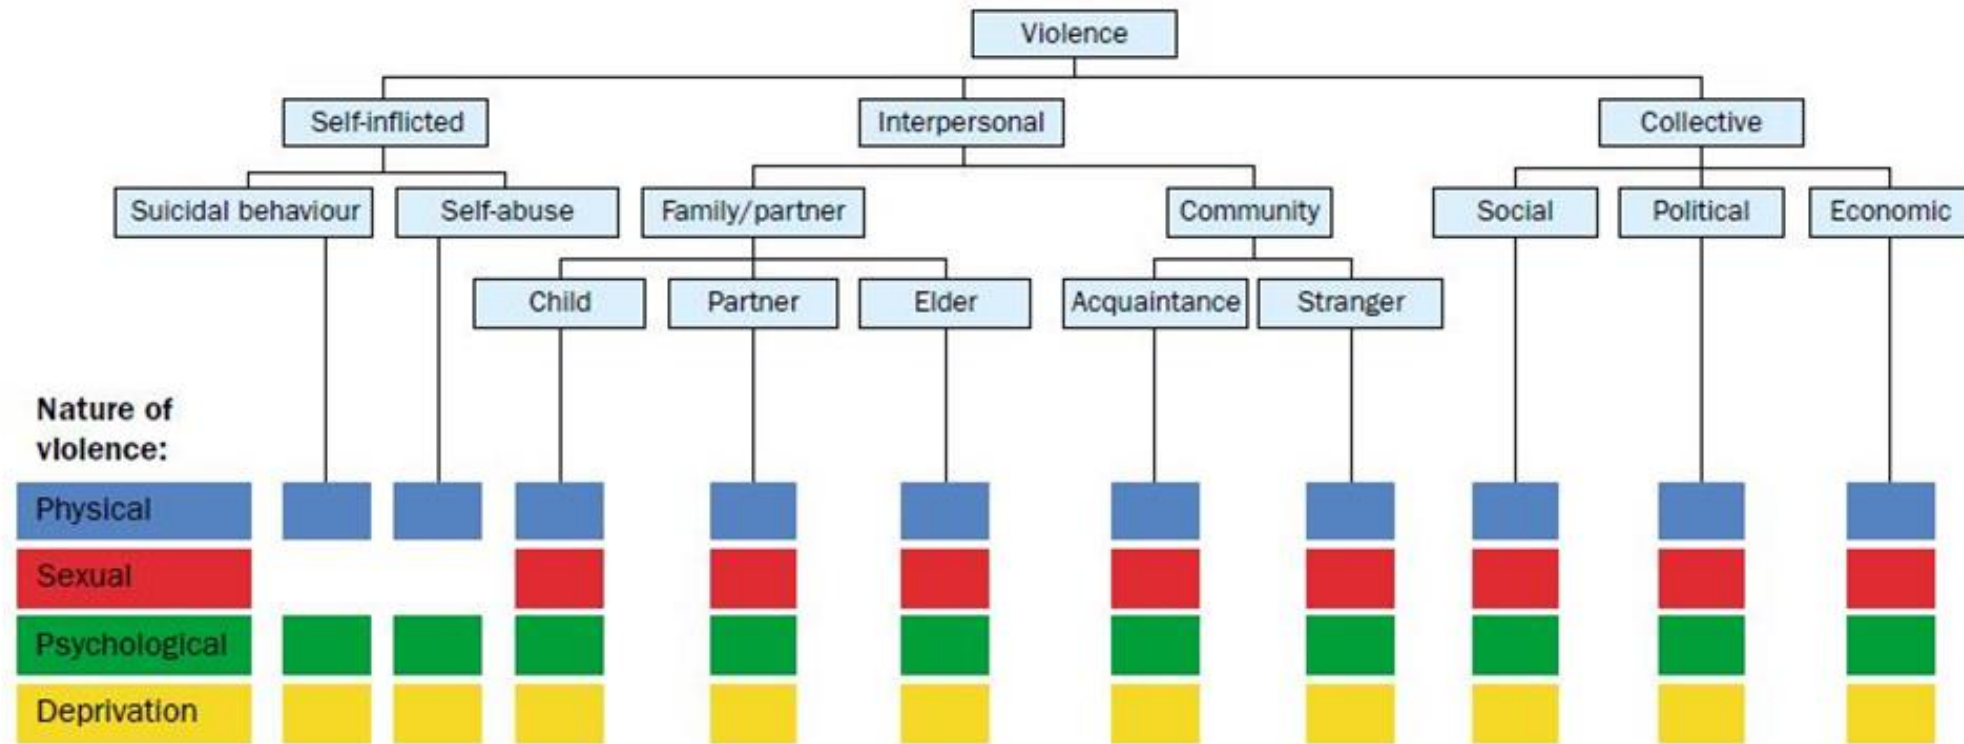 Violence
Self-inflicted
Interpersonal
Collective
Suicidal behaviour
Self-abuse
Family/partner
Community
Social
Political
Economic
Child
Partner
Elder
Acquaintance
Stranger
Nature of
violence:
Physical
Sexual
Psychological
Deprivation